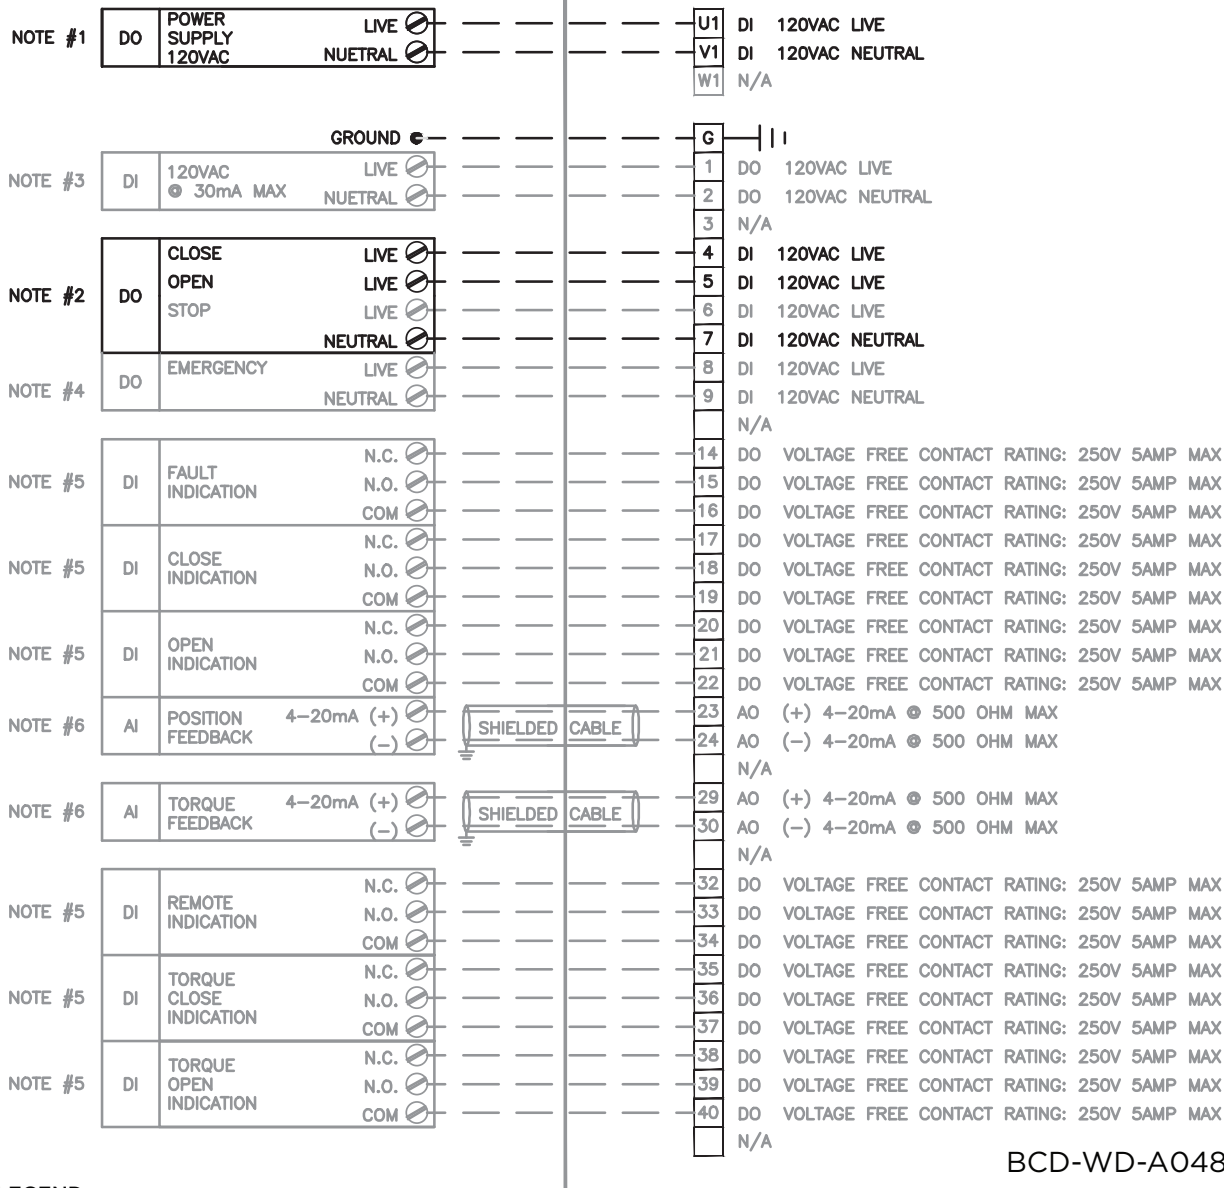 NOTE #1 DO POWER SUPPLY 120VAC LIVE U1 DI 120VAC LIVE
NUETRAL V1 DI 120VAC NEUTRAL
W1 N/A
GROUND G
NOTE #3 DI 120VAC @ 30mA MAX LIVE 1 DO 120VAC LIVE
NUETRAL 2 DO 120VAC NEUTRAL
3 N/A
NOTE #2 DO CLOSE LIVE 4 DI 120VAC LIVE
OPEN LIVE 5 DI 120VAC LIVE
STOP LIVE 6 DI 120VAC LIVE
NEUTRAL 7 DI 120VAC NEUTRAL
NOTE #4 DO EMERGENCY LIVE 8 DI 120VAC LIVE
NEUTRAL 9 DI 120VAC NEUTRAL
N/A
NOTE #5 DI FAULT INDICATION N.C. 14 DO VOLTAGE FREE CONTACT RATING: 250V 5AMP MAX
N.O. 15 DO VOLTAGE FREE CONTACT RATING: 250V 5AMP MAX
COM 16 DO VOLTAGE FREE CONTACT RATING: 250V 5AMP MAX
NOTE #5 DI CLOSE INDICATION N.C. 17 DO VOLTAGE FREE CONTACT RATING: 250V 5AMP MAX
N.O. 18 DO VOLTAGE FREE CONTACT RATING: 250V 5AMP MAX
COM 19 DO VOLTAGE FREE CONTACT RATING: 250V 5AMP MAX
NOTE #5 DI OPEN INDICATION N.C. 20 DO VOLTAGE FREE CONTACT RATING: 250V 5AMP MAX
N.O. 21 DO VOLTAGE FREE CONTACT RATING: 250V 5AMP MAX
COM 22 DO VOLTAGE FREE CONTACT RATING: 250V 5AMP MAX
NOTE #6 AI POSITION FEEDBACK 4-20mA (+) SHIELDED CABLE 23 AO (+) 4-20mA @ 500 OHM MAX
(-) 24 AO (-) 4-20mA @ 500 OHM MAX
N/A
NOTE #6 AI TORQUE FEEDBACK 4-20mA (+) SHIELDED CABLE 29 AO (+) 4-20mA @ 500 OHM MAX
(-) 30 AO (-) 4-20mA @ 500 OHM MAX
N/A
NOTE #5 DI REMOTE INDICATION N.C. 32 DO VOLTAGE FREE CONTACT RATING: 250V 5AMP MAX
N.O. 33 DO VOLTAGE FREE CONTACT RATING: 250V 5AMP MAX
COM 34 DO VOLTAGE FREE CONTACT RATING: 250V 5AMP MAX
NOTE #5 DI TORQUE CLOSE INDICATION N.C. 35 DO VOLTAGE FREE CONTACT RATING: 250V 5AMP MAX
N.O. 36 DO VOLTAGE FREE CONTACT RATING: 250V 5AMP MAX
COM 37 DO VOLTAGE FREE CONTACT RATING: 250V 5AMP MAX
NOTE #5 DI TORQUE OPEN INDICATION N.C. 38 DO VOLTAGE FREE CONTACT RATING: 250V 5AMP MAX
N.O. 39 DO VOLTAGE FREE CONTACT RATING: 250V 5AMP MAX
COM 40 DO VOLTAGE FREE CONTACT RATING: 250V 5AMP MAX
N/A
BCD-WD-A048